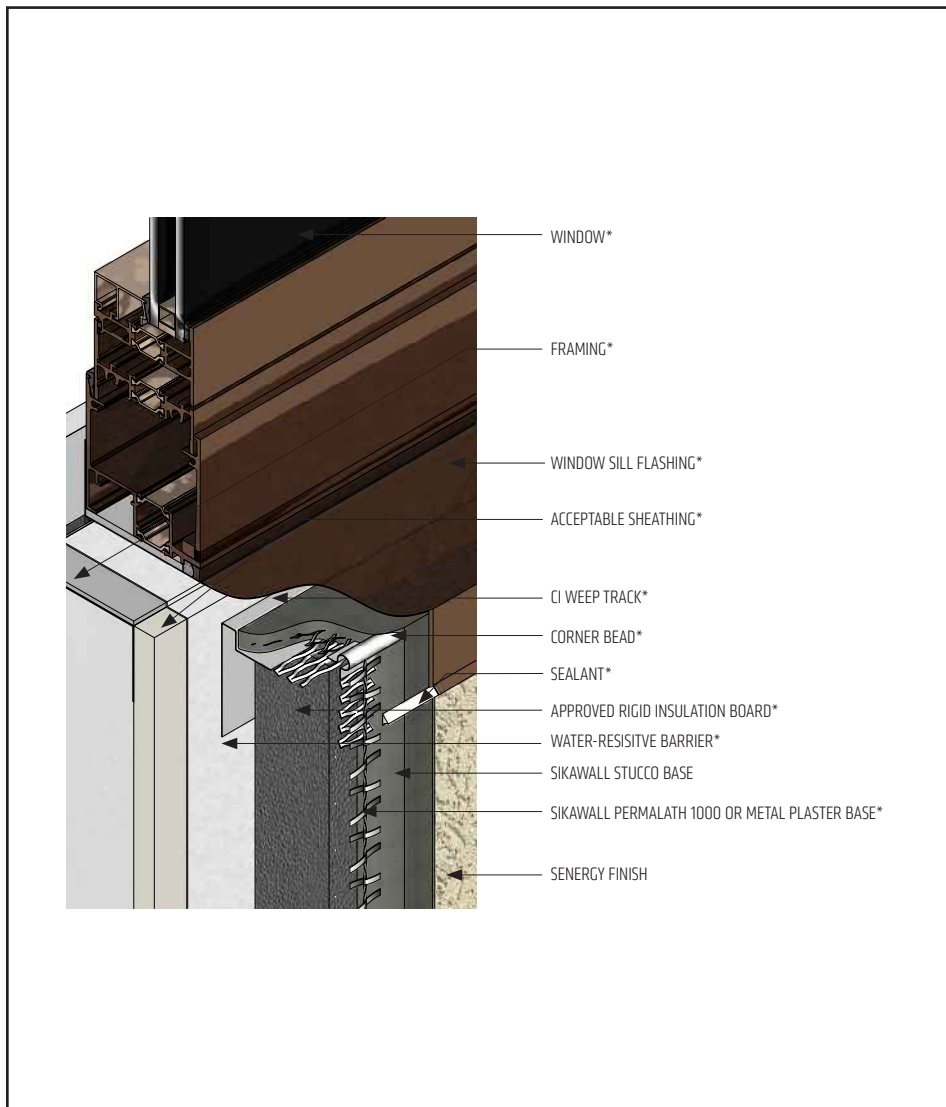 WINDOW*
FRAMING*
WINDOW SILL FLASHING*
ACCEPTABLE SHEATHING*
CI WEEP TRACK*
CORNER BEAD*
SEALANT*
APPROVED RIGID INSULATION BOARD*
WATER-RESISITVE BARRIER*
SIKAWALL STUCCO BASE
SIKAWALL PERMALATH 1000 OR METAL PLASTER BASE*
SENERGY FINISH